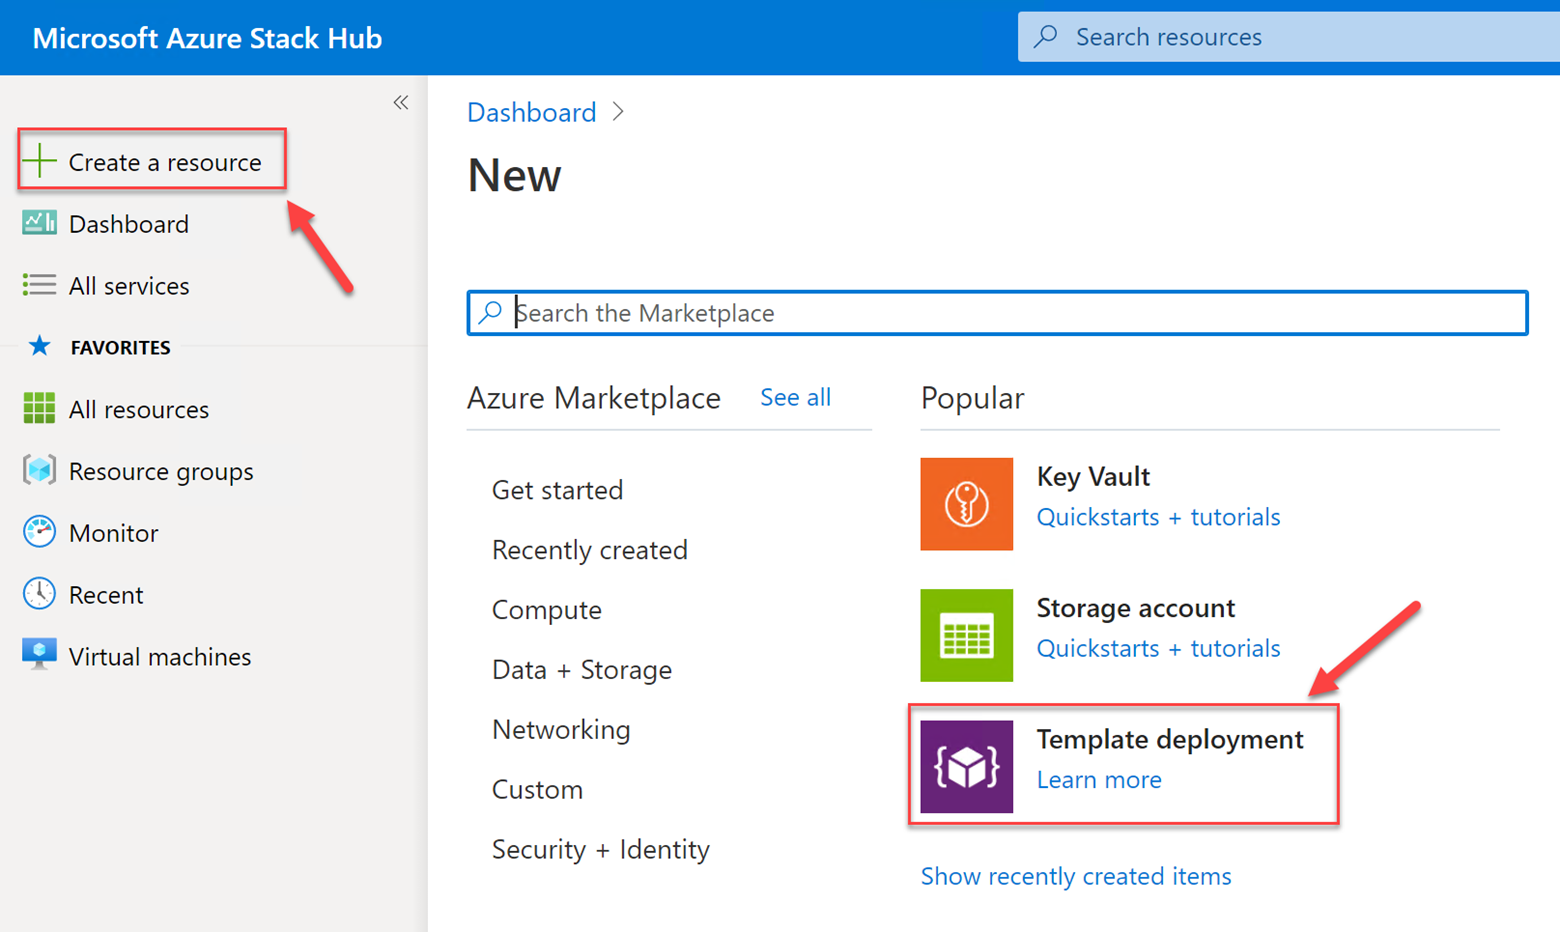 Microsoft Azure Stack Hub
Search resources
Create a resource
Dashboard
All services
FAVORITES
All resources
Resource groups
Monitor
Recent
Virtual machines
Dashboard
New
Search the Marketplace
Azure Marketplace
See all
Get started
Recently created
Compute
Data + Storage
Networking
Custom
Security + Identity
Popular
Key Vault
Quickstarts + tutorials
Storage account
Quickstarts + tutorials
Template deployment
Learn more
Show recently created items